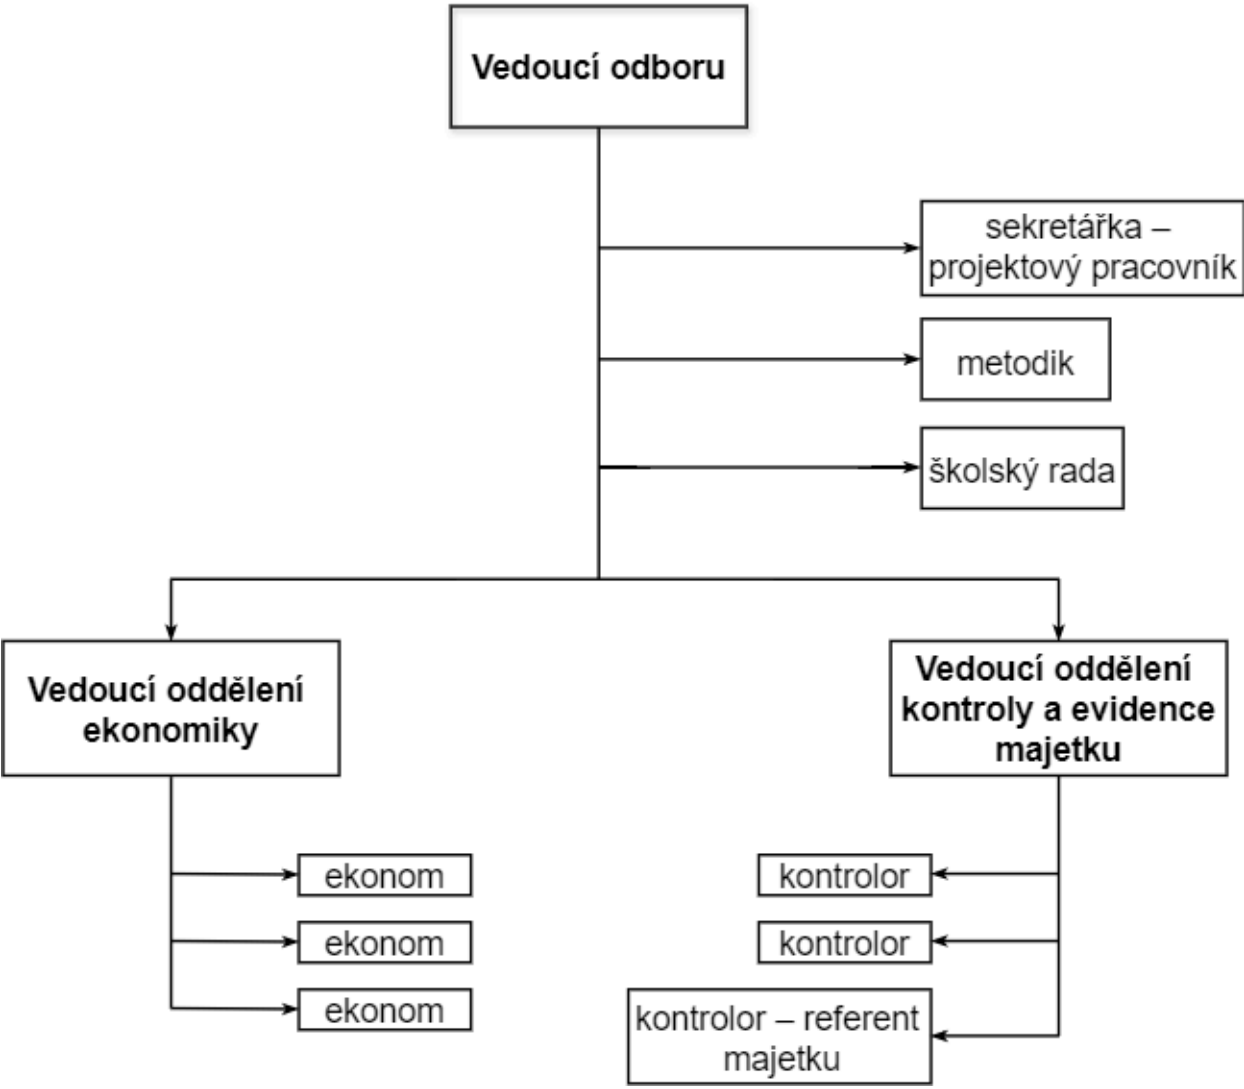 Vedoucí odboru
sekretářka –
projektový pracovník
metodik
školský rada
Vedoucí oddělení
ekonomiky
Vedoucí oddělení
kontroly a evidence
majetku
ekonom
ekonom
ekonom
kontrolor
kontrolor
kontrolor – referent
majetku